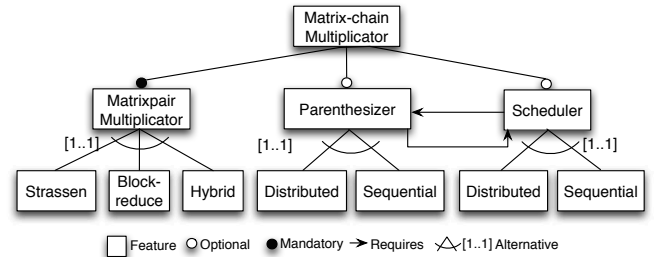 Matrix-chain
Multiplicator
Matrixpair
Multiplicator
Parenthesizer
Scheduler
[1..1]
[1..1]
[1..1]
Strassen
Block-
reduce
Hybrid
Distributed
Sequential
Distributed
Sequential
Feature
Optional
Mandatory
Requires
[1..1] Alternative